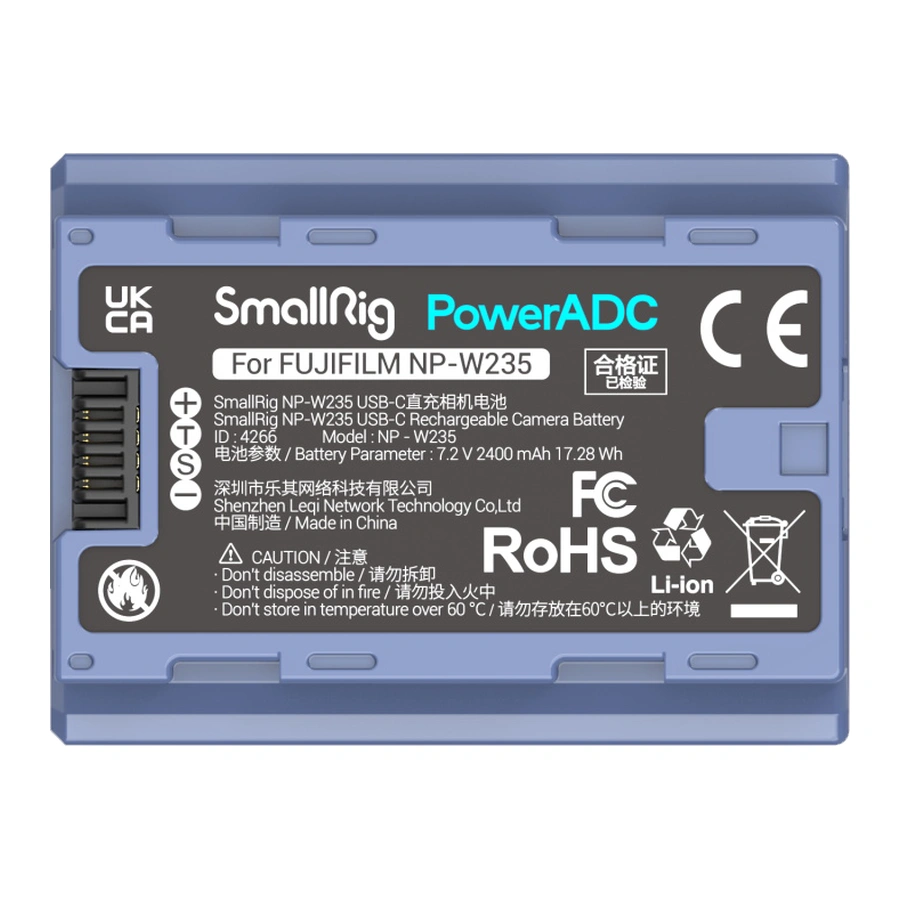 UK
CA
SmallRig PowerADC
CE
For FUJIFILM NP-W235
合格证
已检验
SmallRig NP-W235 USB-C直充相机电池
SmallRig NP-W235 USB-C Rechargeable Camera Battery
ID : 4266 Model : NP - W235
电池参数 / Battery Parameter : 7.2 V 2400 mAh 17.28 Wh
+
T
S
−
深圳市乐其网络科技有限公司
Shenzhen Leqi Network Technology Co,Ltd
中国制造 / Made in China
FC
RoHS
Li-ion
CAUTION / 注意
· Don't disassemble / 请勿拆卸
· Don't dispose of in fire / 请勿投入火中
· Don't store in temperature over 60 °C / 请勿存放在60°C以上的环境